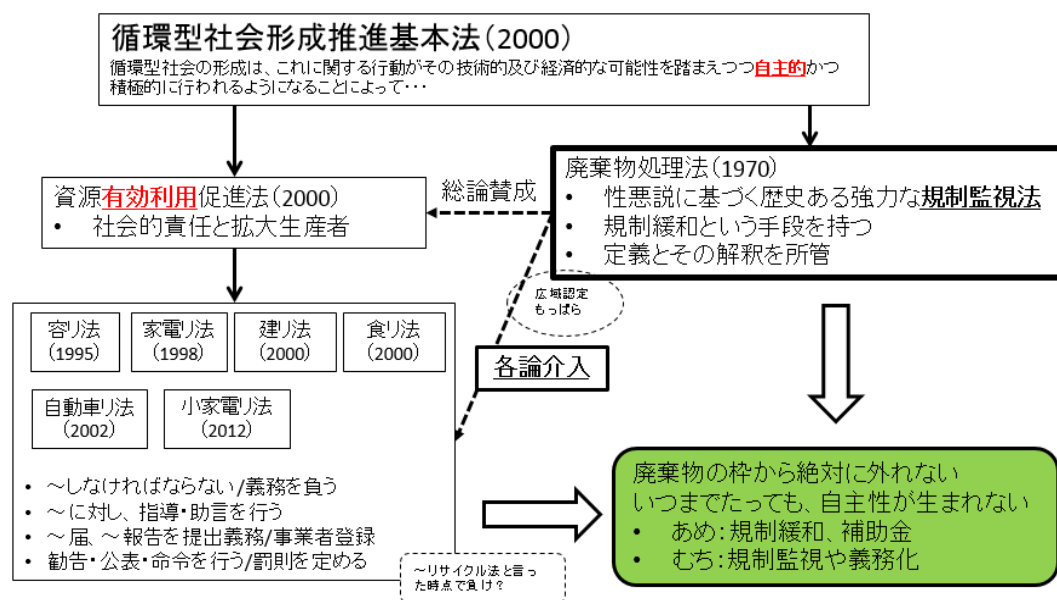 循環型社会形成推進基本法(2000)
循環型社会の形成は、これに関する行動がその技術的及び経済的な可能性を踏まえつつ自主的かつ
積極的に行われるようになることによって・・・
資源有効利用促進法(2000)
• 社会的責任と拡大生産者
総論賛成
廃棄物処理法(1970)
• 性悪説に基づく歴史ある強力な規制監視法
• 規制緩和という手段を持つ
• 定義とその解釈を所管
広域認定
もっぱら
各論介入
容リ法
(1995)
家電リ法
(1998)
建リ法
(2000)
食リ法
(2000)
自動車リ法
(2002)
小家電リ法
(2012)
• ～しなければならない/義務を負う
• ～に対し、指導・助言を行う
• ～届、～報告を提出義務/事業者登録
• 勧告・公表・命令を行う/罰則を定める
～リサイクル法と言っ
た時点で負け?
廃棄物の枠から絶対に外れない
いつまでたっても、自主性が生まれない
• あめ:規制緩和、補助金
• むち:規制監視や義務化